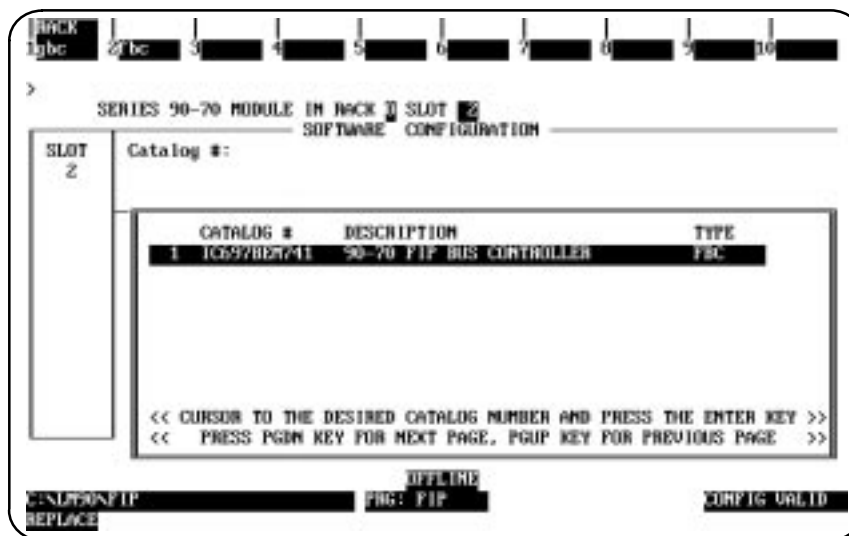 RACK
1gbc 2fbc 3 4 5 6 7 8 9 10
>
SERIES 90-70 MODULE IN RACK 0 SLOT 2
SOFTWARE CONFIGURATION
SLOT Catalog #:
2
CATALOG # DESCRIPTION TYPE
1 IC697BEM741 90-70 FIP BUS CONTROLLER FBC
<< CURSOR TO THE DESIRED CATALOG NUMBER AND PRESS THE ENTER KEY >>
<< PRESS PGDN KEY FOR NEXT PAGE, PGUP KEY FOR PREVIOUS PAGE >>
OFFLINE
C:\LM90\FIP PRG: FIP CONFIG VALID
REPLACE